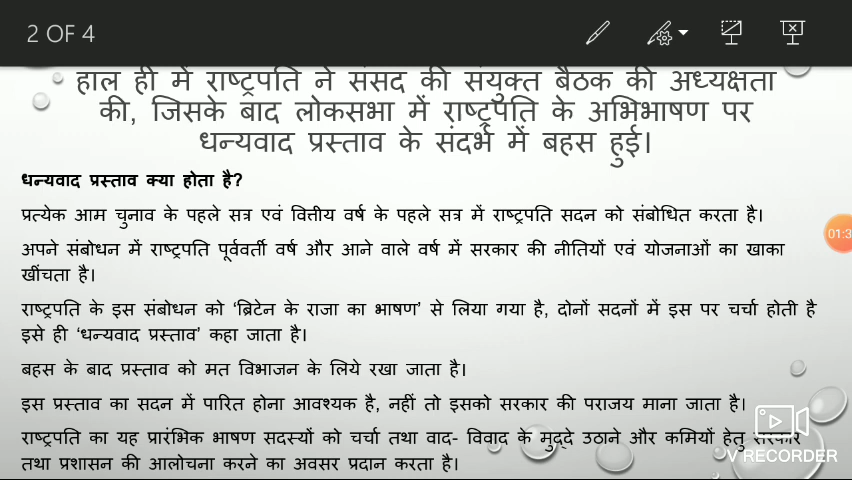 2 OF 4
हाल ही में राष्ट्रपति ने संसद की संयुक्त बैठक की अध्यक्षता
की, जिसके बाद लोकसभा में राष्ट्रपति के अभिभाषण पर
धन्यवाद प्रस्ताव के संदर्भ में बहस हुई।
धन्यवाद प्रस्ताव क्या होता है?
प्रत्येक आम चुनाव के पहले सत्र एवं वित्तीय वर्ष के पहले सत्र में राष्ट्रपति सदन को संबोधित करता है।
अपने संबोधन में राष्ट्रपति पूर्ववर्ती वर्ष और आने वाले वर्ष में सरकार की नीतियों एवं योजनाओं का खाका
खींचता है।
01:3
राष्ट्रपति के इस संबोधन को ‘ब्रिटेन के राजा का भाषण’ से लिया गया है, दोनों सदनों में इस पर चर्चा होती है
इसे ही ‘धन्यवाद प्रस्ताव’ कहा जाता है।
बहस के बाद प्रस्ताव को मत विभाजन के लिये रखा जाता है।
इस प्रस्ताव का सदन में पारित होना आवश्यक है, नहीं तो इसको सरकार की पराजय माना जाता है।
राष्ट्रपति का यह प्रारंभिक भाषण सदस्यों को चर्चा तथा वाद- विवाद के मुद्दे उठाने और कमियों हेतु सरकार
तथा प्रशासन की आलोचना करने का अवसर प्रदान करता है।
V RECORDER